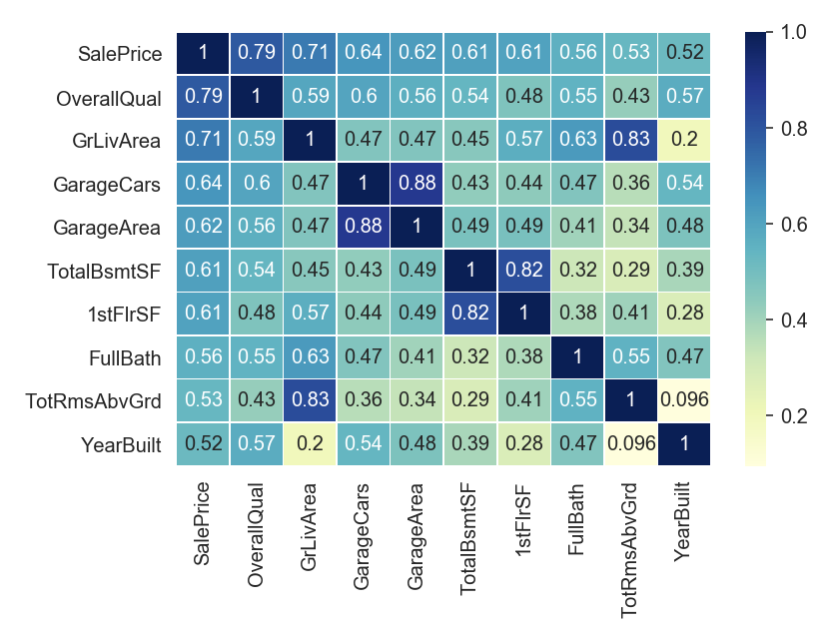 SalePrice 1 0.79 0.71 0.64 0.62 0.61 0.61 0.56 0.53 0.52
OverallQual 0.79 1 0.59 0.6 0.56 0.54 0.48 0.55 0.43 0.57
GrLivArea 0.71 0.59 1 0.47 0.47 0.45 0.57 0.63 0.83 0.2
GarageCars 0.64 0.6 0.47 1 0.88 0.43 0.44 0.47 0.36 0.54
GarageArea 0.62 0.56 0.47 0.88 1 0.49 0.49 0.41 0.34 0.48
TotalBsmtSF 0.61 0.54 0.45 0.43 0.49 1 0.82 0.32 0.29 0.39
1stFlrSF 0.61 0.48 0.57 0.44 0.49 0.82 1 0.38 0.41 0.28
FullBath 0.56 0.55 0.63 0.47 0.41 0.32 0.38 1 0.55 0.47
TotRmsAbvGrd 0.53 0.43 0.83 0.36 0.34 0.29 0.41 0.55 1 0.096
YearBuilt 0.52 0.57 0.2 0.54 0.48 0.39 0.28 0.47 0.096 1
SalePrice
OverallQual
GrLivArea
GarageCars
GarageArea
TotalBsmtSF
1stFlrSF
FullBath
TotRmsAbvGrd
YearBuilt
1.0
0.8
0.6
0.4
0.2